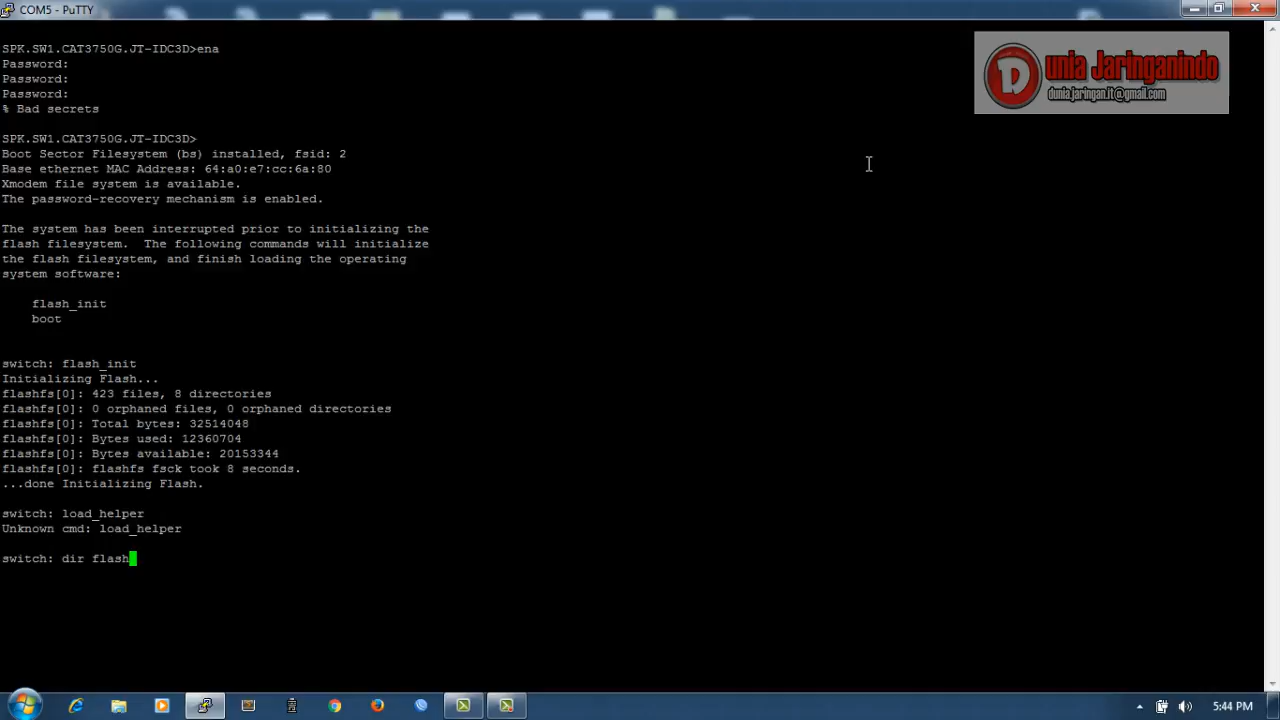 COM5 - PuTTY
SPK.SW1.CAT3750G.JT-IDC3D>ena
Password:
Password:
Password:
% Bad secrets
SPK.SW1.CAT3750G.JT-IDC3D>
Boot Sector Filesystem (bs) installed, fsid: 2
Base ethernet MAC Address: 64:a0:e7:cc:6a:80
Xmodem file system is available.
The password-recovery mechanism is enabled.
The system has been interrupted prior to initializing the
flash filesystem.  The following commands will initialize
the flash filesystem, and finish loading the operating
system software:
flash_init
boot
switch: flash_init
Initializing Flash...
flashfs[0]: 423 files, 8 directories
flashfs[0]: 0 orphaned files, 0 orphaned directories
flashfs[0]: Total bytes: 32514048
flashfs[0]: Bytes used: 12360704
flashfs[0]: Bytes available: 20153344
flashfs[0]: flashfs fsck took 8 seconds.
...done Initializing Flash.
switch: load_helper
Unknown cmd: load_helper
switch: dir flash
Dunia Jaringanindo
dunia.jaringan.it@gmail.com
5:44 PM